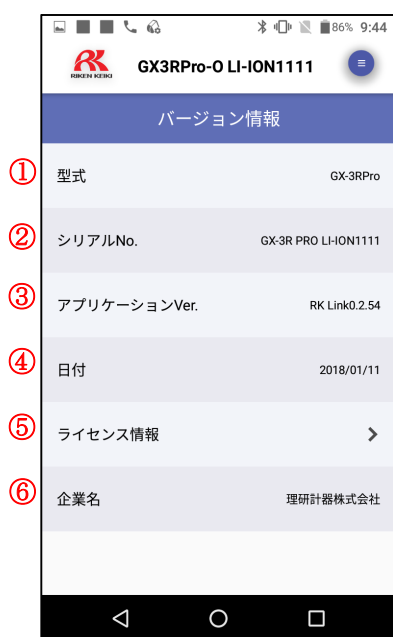 86% 9:44
RIKEN KEIKI
GX3RPro-O LI-ION1111
バージョン情報
① 型式 GX-3RPro
② シリアルNo. GX-3R PRO LI-ION1111
③ アプリケーションVer. RK Link0.2.54
④ 日付 2018/01/11
⑤ ライセンス情報
⑥ 企業名 理研計器株式会社